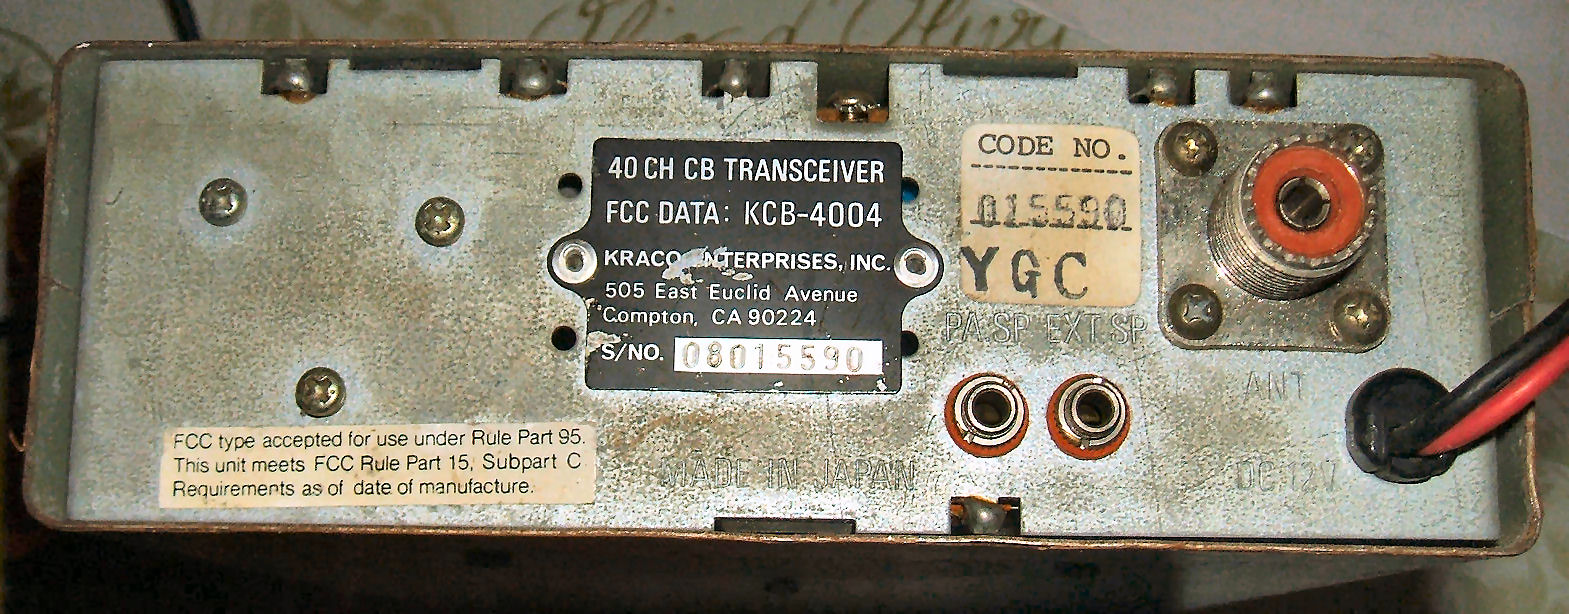 40 CH CB TRANSCEIVER
FCC DATA: KCB-4004
KRACO ENTERPRISES, INC.
505 East Euclid Avenue
Compton, CA 90224
S/NO. 08015590
CODE NO.
015590
YGC
PA.SP EXT.SP
ANT
DC 12V
MADE IN JAPAN
FCC type accepted for use under Rule Part 95.
This unit meets FCC Rule Part 15, Subpart C
Requirements as of date of manufacture.